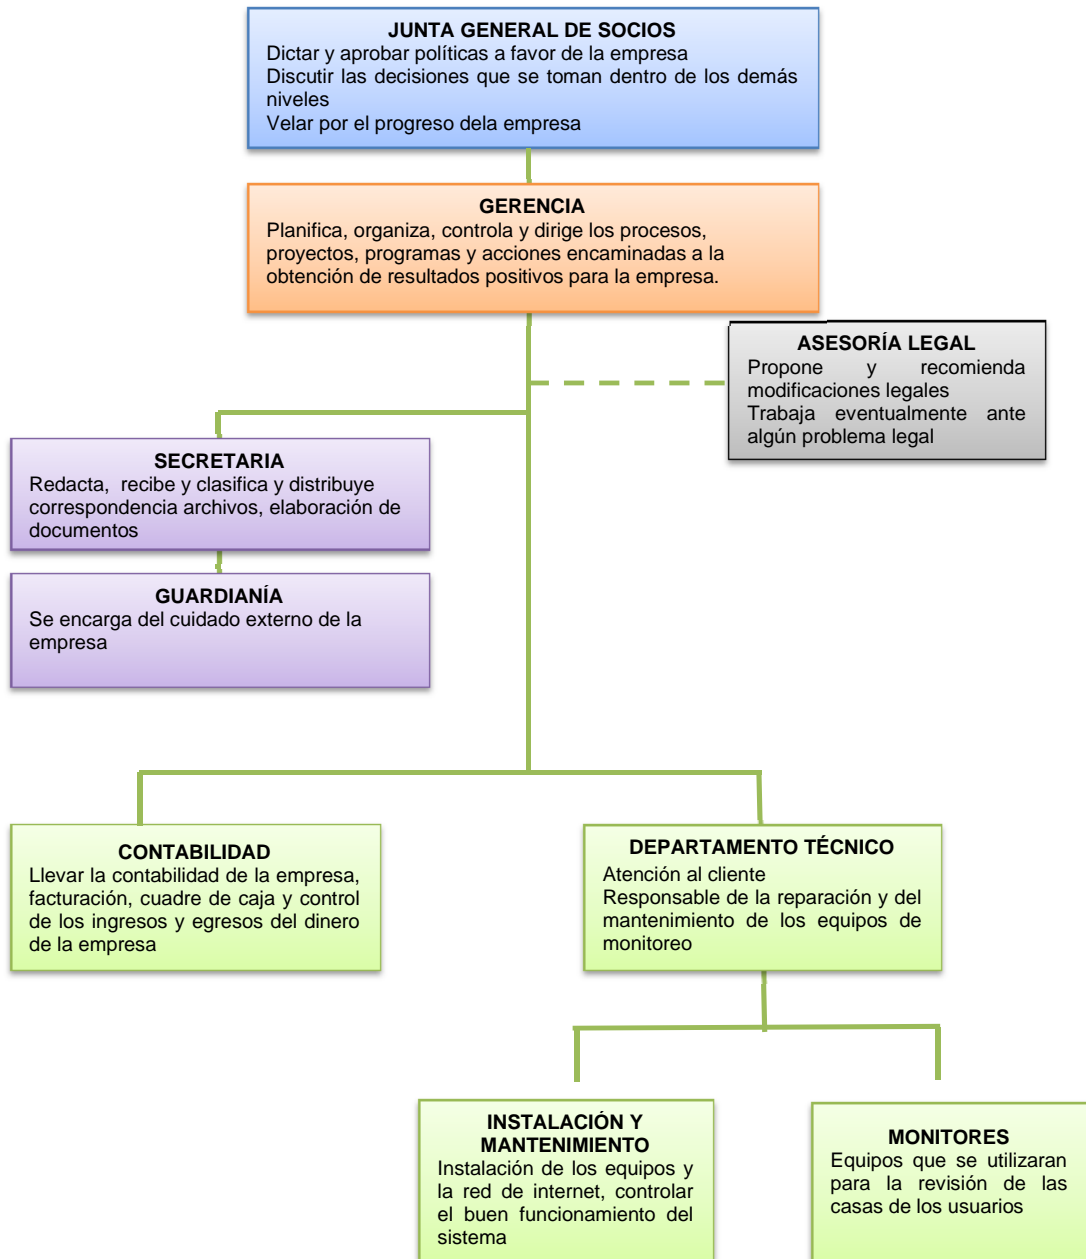 JUNTA GENERAL DE SOCIOS
Dictar y aprobar políticas a favor de la empresa
Discutir las decisiones que se toman dentro de los demás
niveles
Velar por el progreso dela empresa
GERENCIA
Planifica, organiza, controla y dirige los procesos,
proyectos, programas y acciones encaminadas a la
obtención de resultados positivos para la empresa.
ASESORÍA LEGAL
Propone y recomienda
modificaciones legales
Trabaja eventualmente ante
algún problema legal
SECRETARIA
Redacta, recibe y clasifica y distribuye
correspondencia archivos, elaboración de
documentos
GUARDIANÍA
Se encarga del cuidado externo de la
empresa
CONTABILIDAD
Llevar la contabilidad de la empresa,
facturación, cuadre de caja y control
de los ingresos y egresos del dinero
de la empresa
DEPARTAMENTO TÉCNICO
Atención al cliente
Responsable de la reparación y del
mantenimiento de los equipos de
monitoreo
INSTALACIÓN Y
MANTENIMIENTO
Instalación de los equipos y
la red de internet, controlar
el buen funcionamiento del
sistema
MONITORES
Equipos que se utilizaran
para la revisión de las
casas de los usuarios